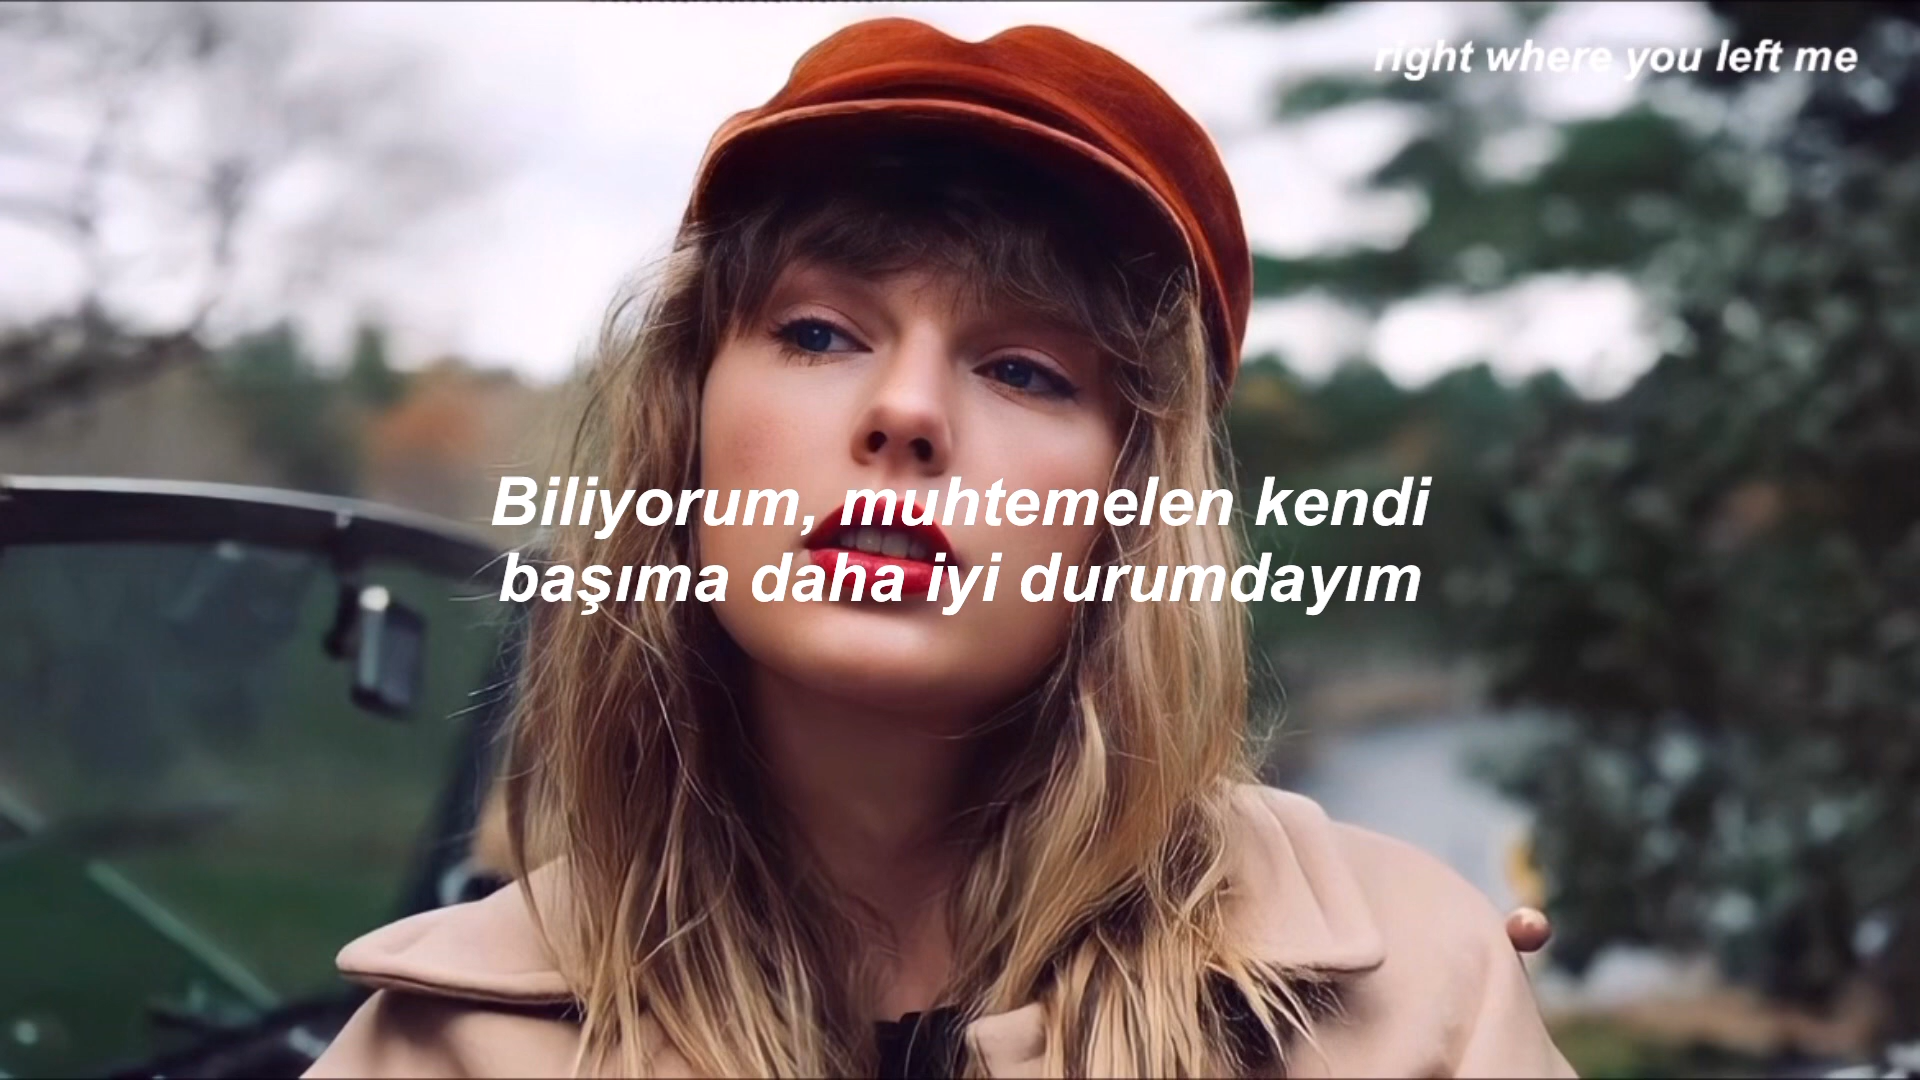 right where you left me
Biliyorum, muhtemelen kendi
başıma daha iyi durumdayım